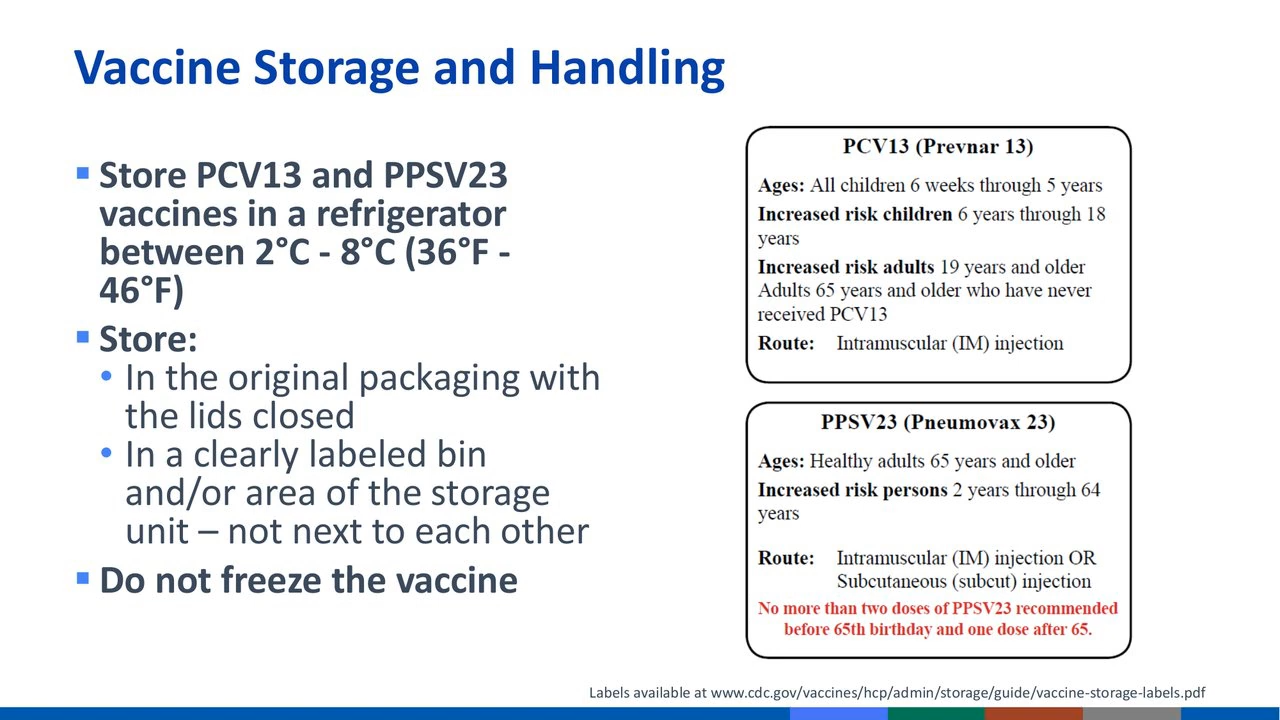 Vaccine Storage and Handling
▪ Store PCV13 and PPSV23
vaccines in a refrigerator
between 2°C - 8°C (36°F -
46°F)
▪ Store:
• In the original packaging with
the lids closed
• In a clearly labeled bin
and/or area of the storage
unit – not next to each other
▪ Do not freeze the vaccine
PCV13 (Prevnar 13)
Ages: All children 6 weeks through 5 years
Increased risk children 6 years through 18
years
Increased risk adults 19 years and older
Adults 65 years and older who have never
received PCV13
Route: Intramuscular (IM) injection
PPSV23 (Pneumovax 23)
Ages: Healthy adults 65 years and older
Increased risk persons 2 years through 64
years
Route: Intramuscular (IM) injection OR
Subcutaneous (subcut) injection
No more than two doses of PPSV23 recommended
before 65th birthday and one dose after 65.
Labels available at www.cdc.gov/vaccines/hcp/admin/storage/guide/vaccine-storage-labels.pdf